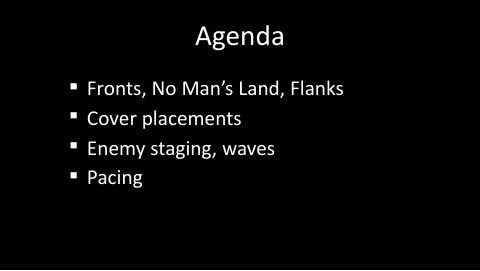 Agenda
▪ Fronts, No Man’s Land, Flanks
▪ Cover placements
▪ Enemy staging, waves
▪ Pacing